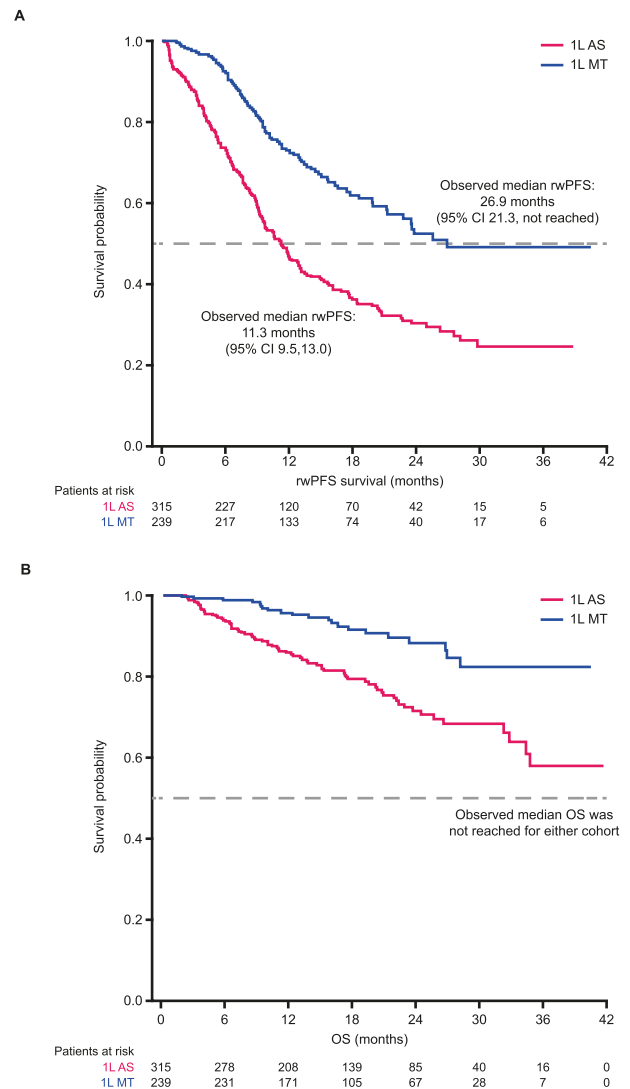 A
1L AS
1L MT
1.0
0.8
0.6
0.4
0.2
0.0
Survival probability
Observed median rwPFS:
26.9 months
(95% CI 21.3, not reached)
Observed median rwPFS:
11.3 months
(95% CI 9.5,13.0)
0 6 12 18 24 30 36 42
rwPFS survival (months)
Patients at risk
1L AS 315 227 120 70 42 15 5
1L MT 239 217 133 74 40 17 6
B
1L AS
1L MT
1.0
0.8
0.6
0.4
0.2
0.0
Survival probability
Observed median OS was
not reached for either cohort
0 6 12 18 24 30 36 42
OS (months)
Patients at risk
1L AS 315 278 208 139 85 40 16 0
1L MT 239 231 171 105 67 28 7 0